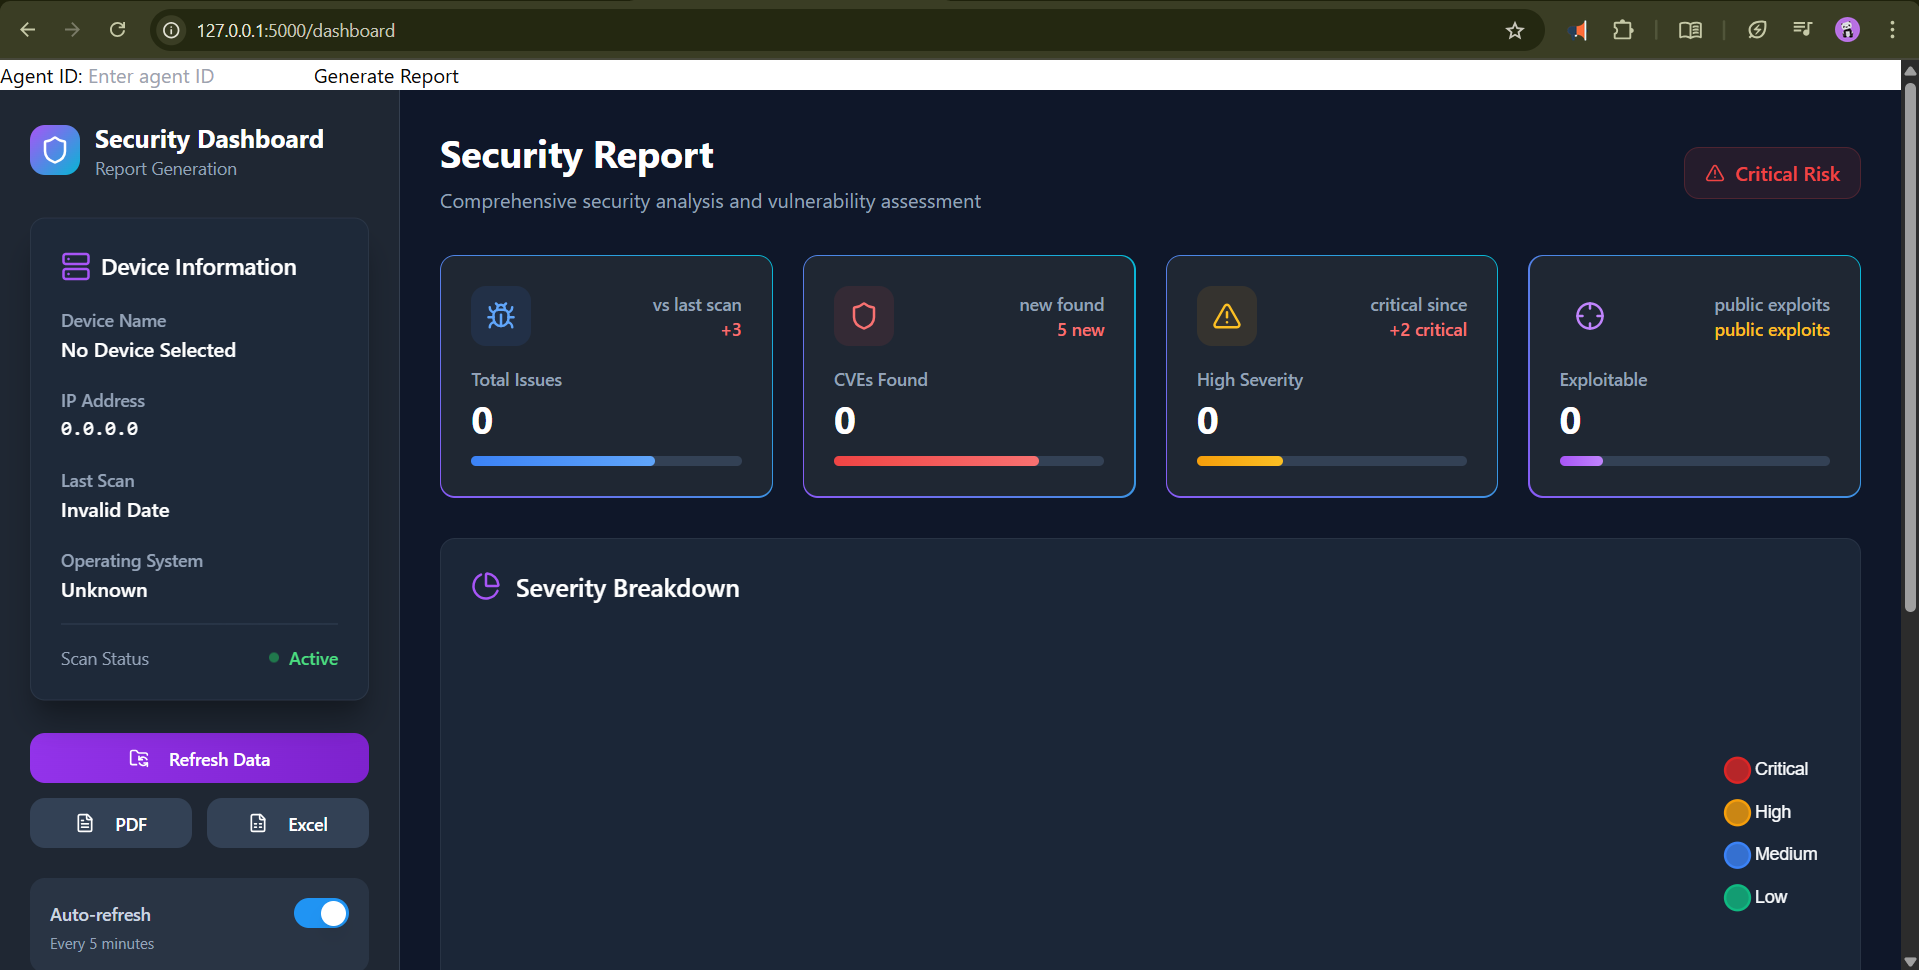 127.0.0.1:5000/dashboard
Agent ID: Enter agent ID Generate Report
Security Dashboard
Report Generation
Device Information
Device Name
No Device Selected
IP Address
0.0.0.0
Last Scan
Invalid Date
Operating System
Unknown
Scan Status Active
Refresh Data
PDF Excel
Auto-refresh
Every 5 minutes
Security Report
Comprehensive security analysis and vulnerability assessment
Critical Risk
vs last scan
+3
Total Issues
0
new found
5 new
CVEs Found
0
critical since
+2 critical
High Severity
0
public exploits
public exploits
Exploitable
0
Severity Breakdown
Critical
High
Medium
Low